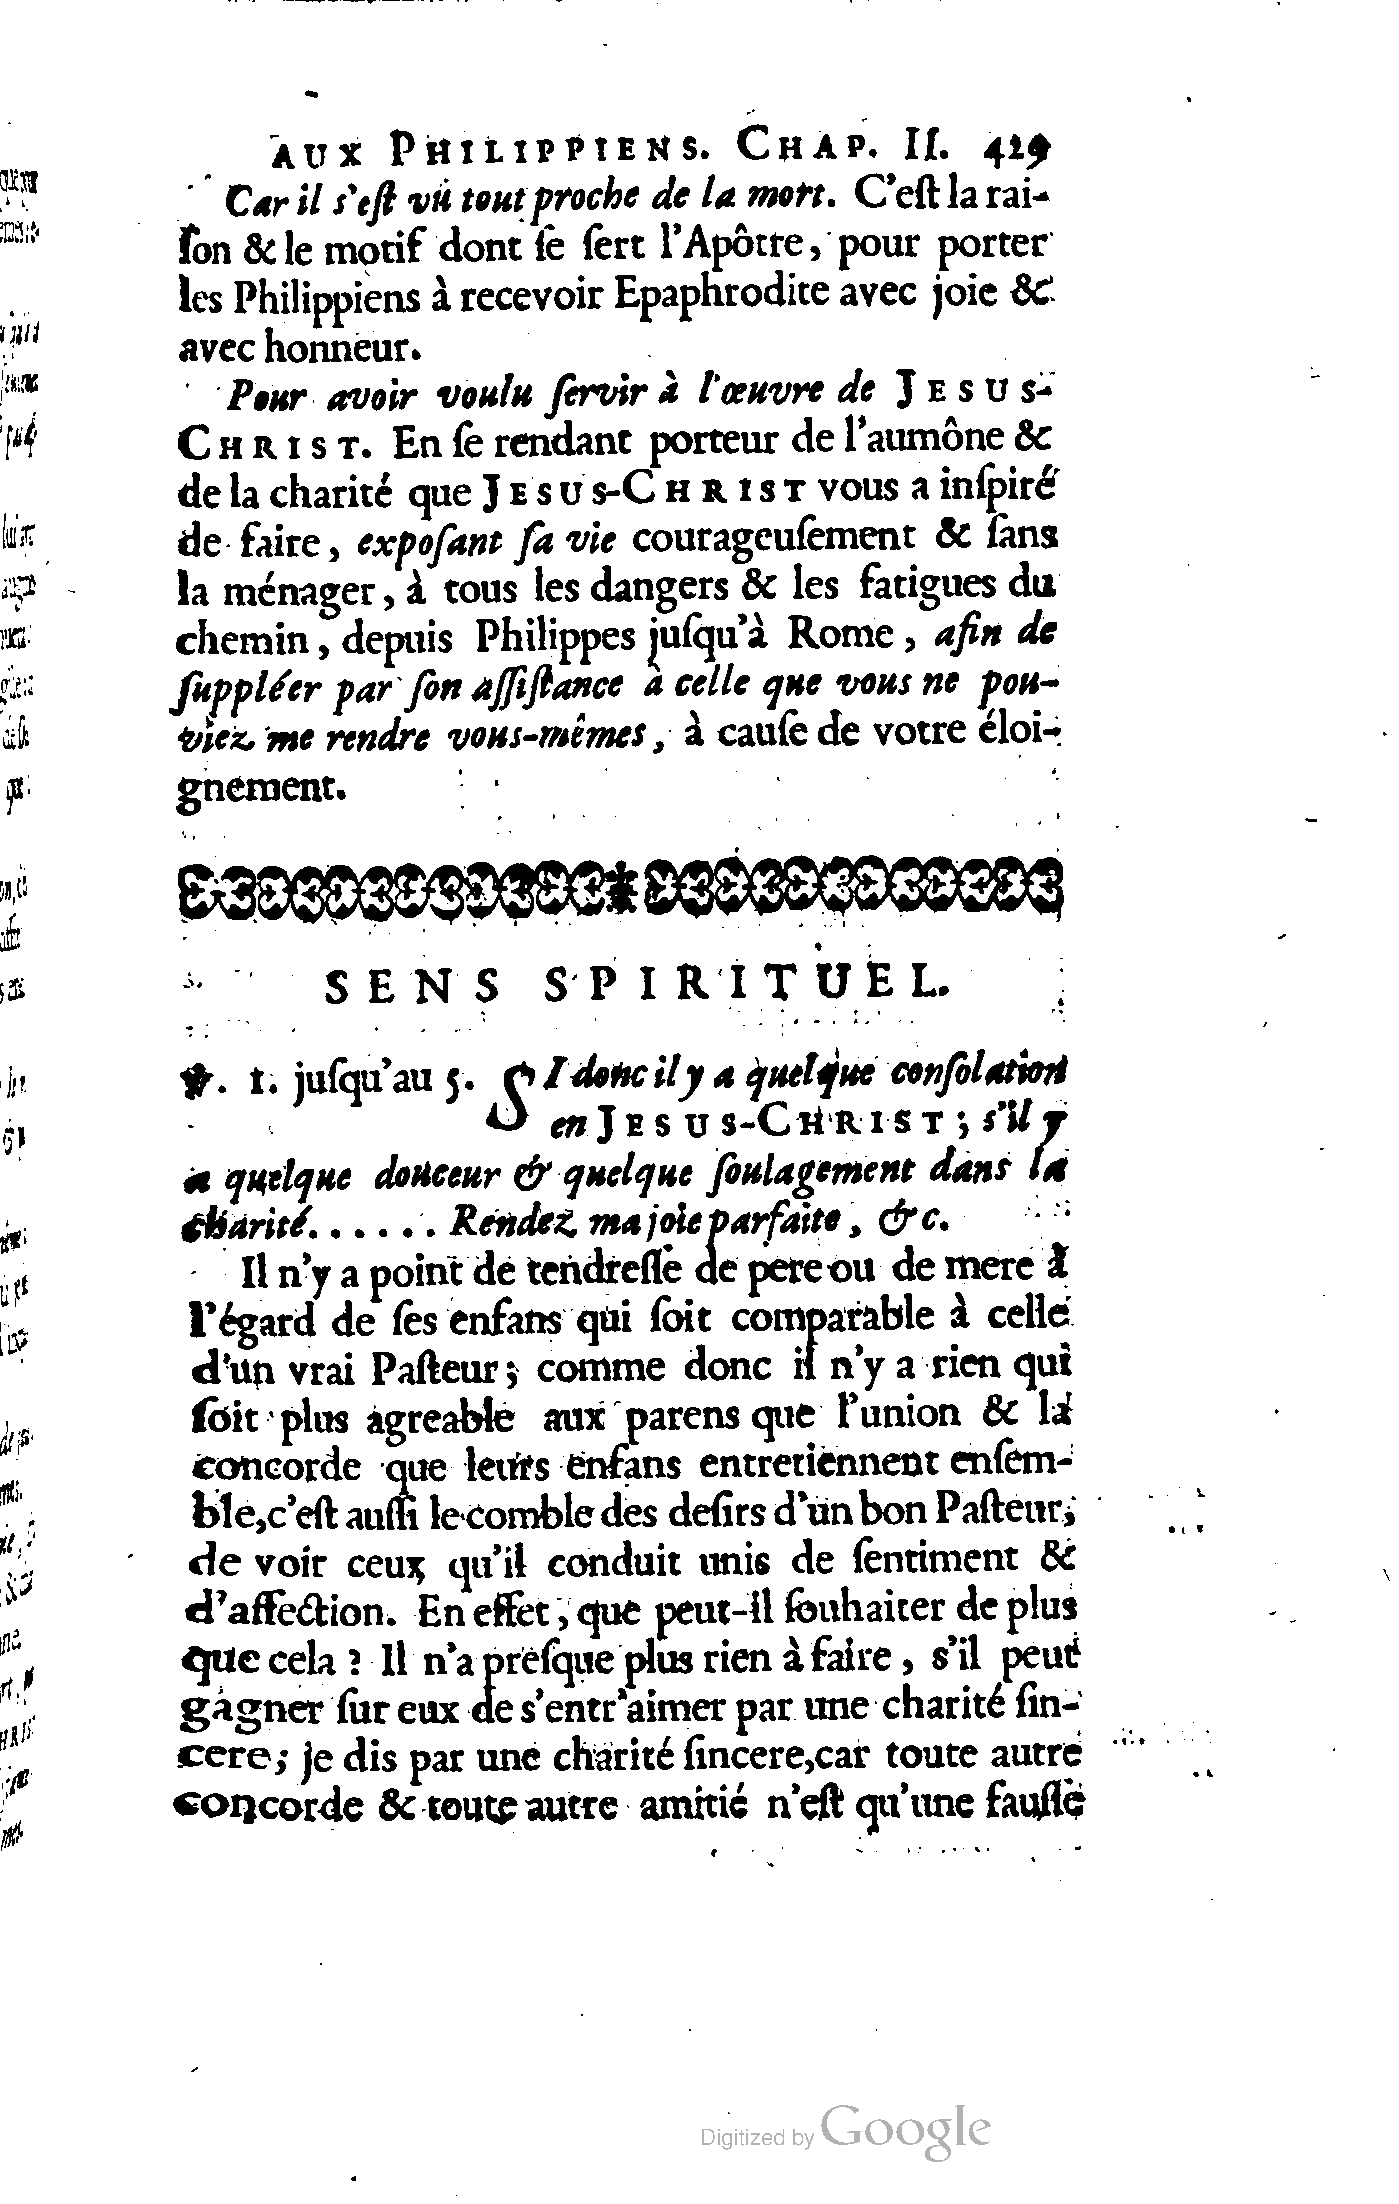 AUX PHILIPPIENS. CHAP. II. 429
Car il s'eſt vû tout proche de la mort. C'eſt la rai-
ſon & le motif dont ſe ſert l'Apôtre, pour porter
les Philippiens à recevoir Epaphrodite avec joie &
avec honneur.
Pour avoir voulu ſervir à l'œuvre de JESUS-
CHRIST. En ſe rendant porteur de l'aumône &
de la charité que JESUS-CHRIST vous a inſpiré
de faire, expoſant ſa vie courageuſement & ſans
la ménager, à tous les dangers & les fatigues du
chemin, depuis Philippes juſqu'à Rome, afin de
ſuppléer par ſon aſſiſtance à celle que vous ne pou-
viez me rendre vous-mêmes, à cauſe de votre éloi-
gnement.
SENS SPIRITUEL.
℣. 1. juſqu'au 5. SI donc il y a quelque conſolation
en JESUS-CHRIST; s'il y
a quelque douceur & quelque ſoulagement dans la
charité...... Rendez ma joie parfaite, &c.
Il n'y a point de tendreſſe de pere ou de mere à
l'égard de ſes enfans qui ſoit comparable à celle
d'un vrai Paſteur; comme donc il n'y a rien qui
ſoit plus agreable aux parens que l'union & la
concorde que leurs enfans entretiennent enſem-
ble, c'eſt auſſi le comble des deſirs d'un bon Paſteur,
de voir ceux qu'il conduit unis de ſentiment &
d'affection. En effet, que peut-il ſouhaiter de plus
que cela? Il n'a preſque plus rien à faire, s'il peut
gagner ſur eux de s'entr'aimer par une charité ſin-
cere; je dis par une charité ſincere, car toute autre
concorde & toute autre amitié n'eſt qu'une fauſſe
Digitized by Google